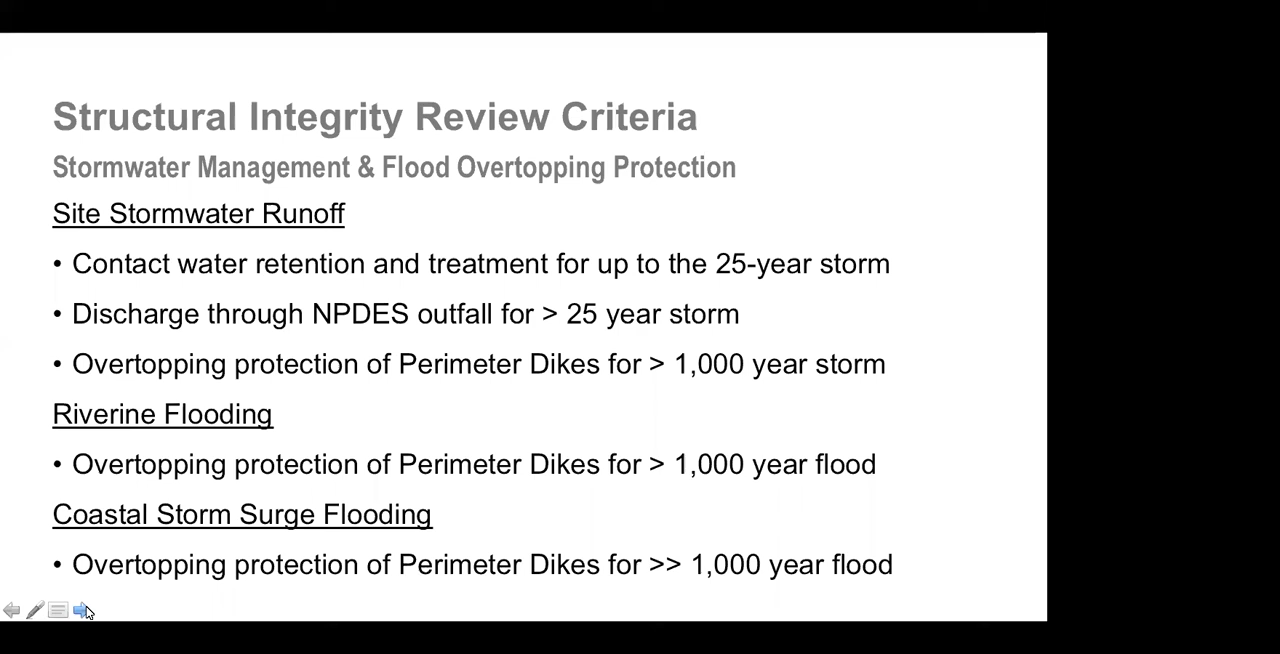 Structural Integrity Review Criteria
Stormwater Management & Flood Overtopping Protection
Site Stormwater Runoff
• Contact water retention and treatment for up to the 25-year storm
• Discharge through NPDES outfall for > 25 year storm
• Overtopping protection of Perimeter Dikes for > 1,000 year storm
Riverine Flooding
• Overtopping protection of Perimeter Dikes for > 1,000 year flood
Coastal Storm Surge Flooding
• Overtopping protection of Perimeter Dikes for >> 1,000 year flood